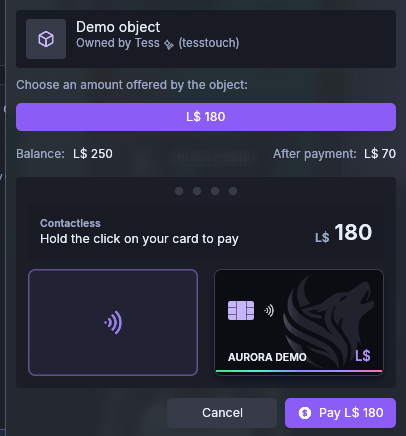 Demo object
Owned by Tess (tesstouch)
Choose an amount offered by the object:
L$ 180
Balance: L$ 250 After payment: L$ 70
Contactless
Hold the click on your card to pay
L$ 180
AURORA DEMO L$
Cancel Pay L$ 180